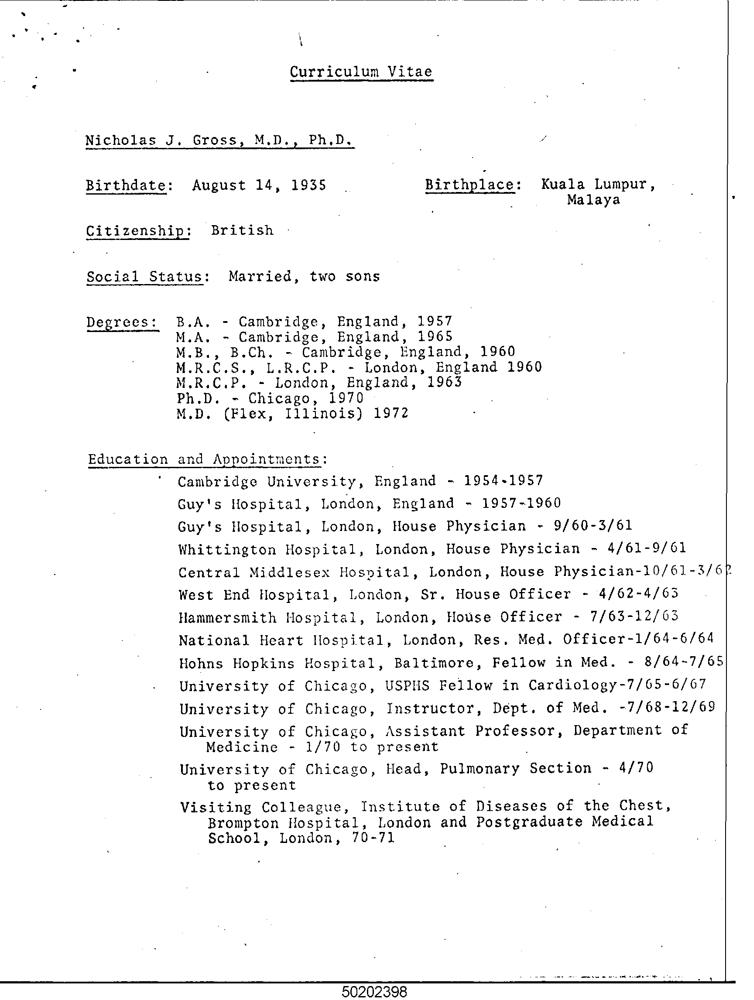 Curriculum Vitae
Nicholas J. Gross, M.D., Ph.D.
Birthdate: August 14, 1935 Birthplace: Kuala Lumpur,
Malaya
Citizenship: British
Social Status: Married, two sons
Degrees: B.A. - Cambridge, England, 1957
M.A. - Cambridge, England, 1965
M.B., B.Ch. - Cambridge, England, 1960
M.R.C.S., L.R.C.P. - London, England 1960
M.R.C.P. - London, England, 1963
Ph.D. - Chicago, 1970
M.D. (Flex, Illinois) 1972
Education and Appointments:
Cambridge University, England - 1954-1957
Guy's Hospital, London, England - 1957-1960
Guy's Hospital, London, House Physician - 9/60-3/61
Whittington Hospital, London, House Physician - 4/61-9/61
Central Middlesex Hospital, London, House Physician-10/61-3/62
West End Hospital, London, Sr. House Officer - 4/62-4/63
Hammersmith Hospital, London, House Officer - 7/63-12/63
National Heart Hospital, London, Res. Med. Officer-1/64-6/64
Hohns Hopkins Hospital, Baltimore, Fellow in Med. - 8/64-7/65
University of Chicago, USPHS Fellow in Cardiology-7/65-6/67
University of Chicago, Instructor, Dept. of Med. -7/68-12/69
University of Chicago, Assistant Professor, Department of
Medicine - 1/70 to present
University of Chicago, Head, Pulmonary Section - 4/70
to present
Visiting Colleague, Institute of Diseases of the Chest,
Brompton Hospital, London and Postgraduate Medical
School, London, 70-71
50202398